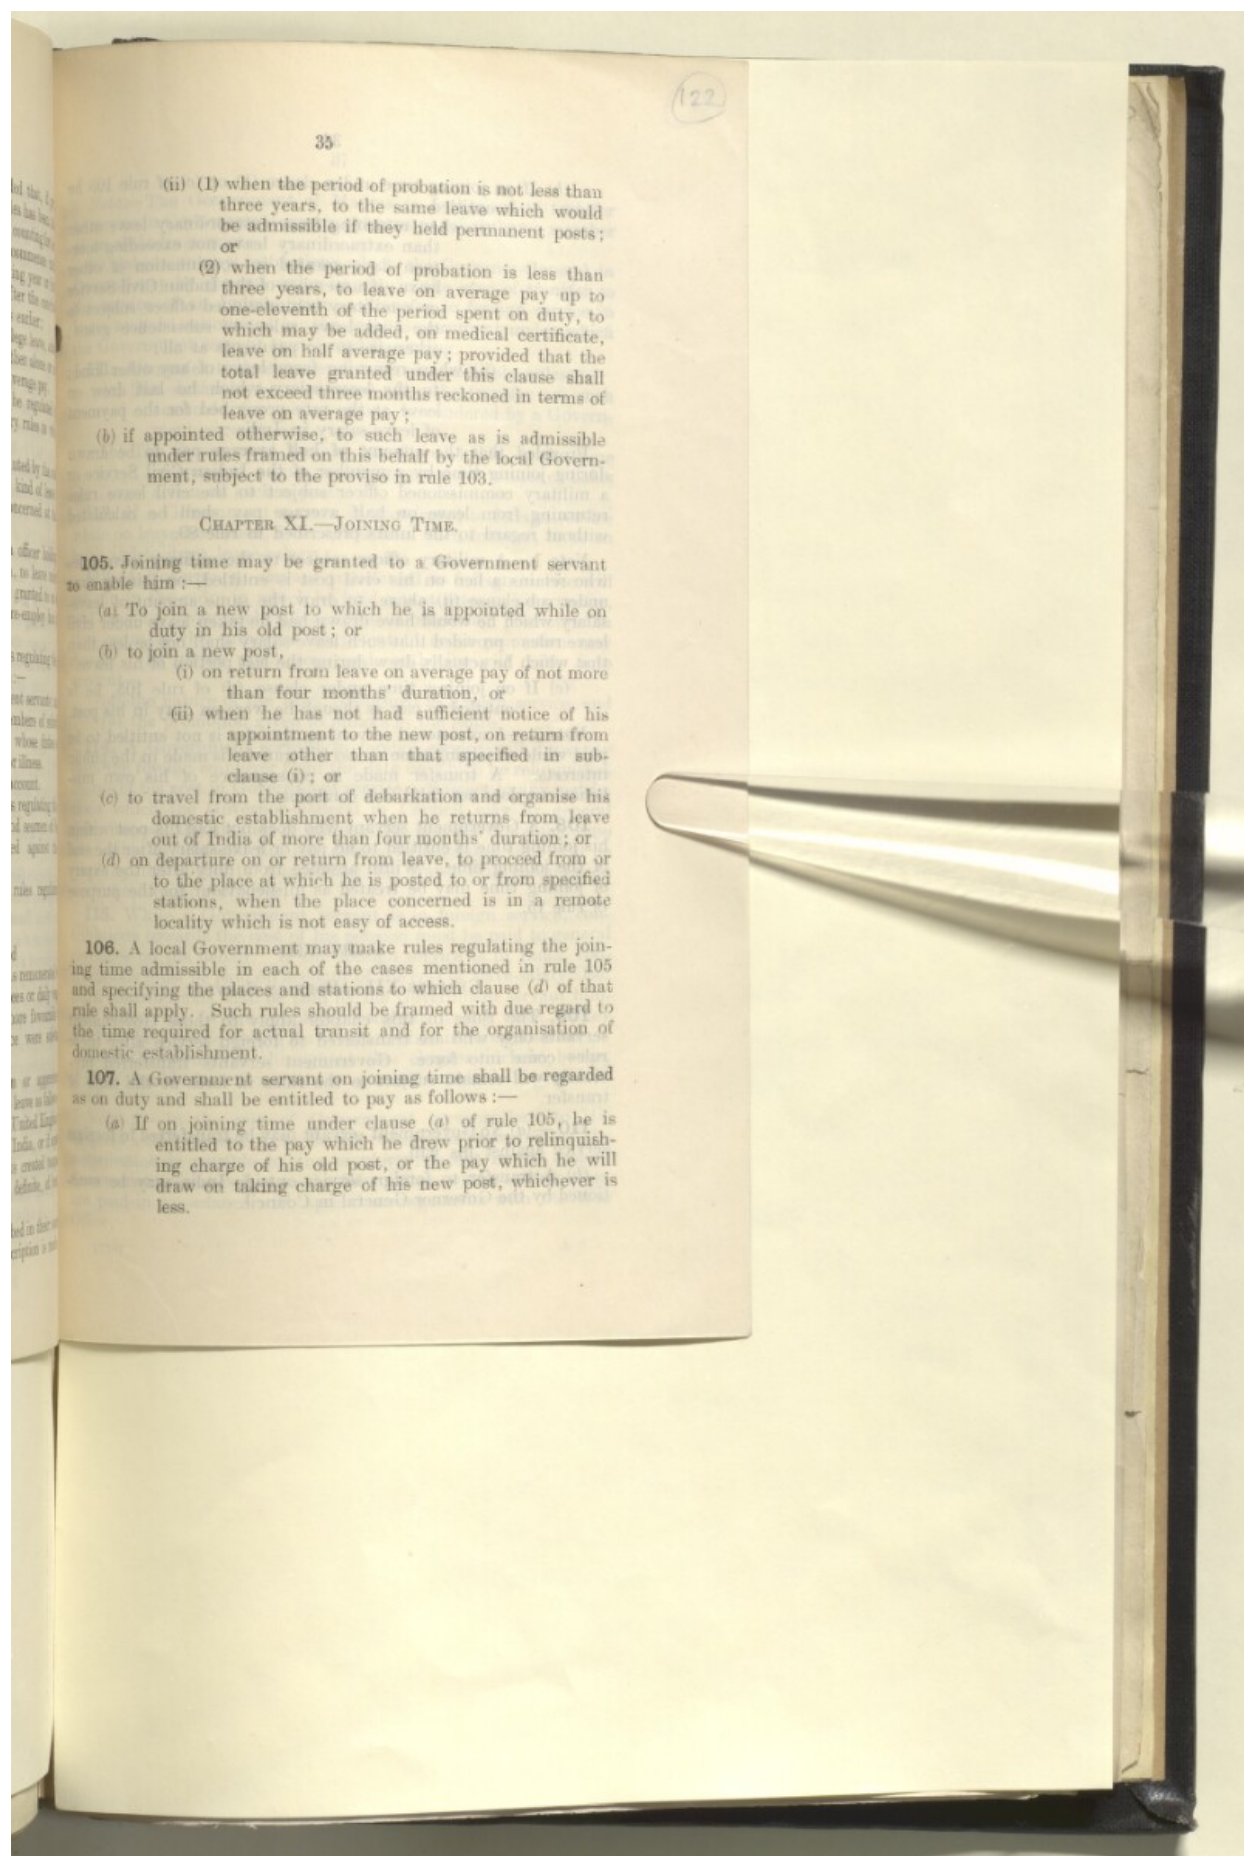 122
35
(ii) (1) when the period of probation is not less than
three years, to the same leave which would
be admissible if they held permanent posts;
or
(2) when the period of probation is less than
three years, to leave on average pay up to
one-eleventh of the period spent on duty, to
which may be added, on medical certificate,
leave on half average pay; provided that the
total leave granted under this clause shall
not exceed three months reckoned in terms of
leave on average pay;
(b) if appointed otherwise, to such leave as is admissible
under rules framed on this behalf by the local Govern-
ment, subject to the proviso in rule 103.
CHAPTER XI.—JOINING TIME.
105. Joining time may be granted to a Government servant
to enable him :—
(a) To join a new post to which he is appointed while on
duty in his old post; or
(b) to join a new post,
(i) on return from leave on average pay of not more
than four months' duration, or
(ii) when he has not had sufficient notice of his
appointment to the new post, on return from
leave other than that specified in sub-
clause (i); or
(c) to travel from the port of debarkation and organise his
domestic establishment when he returns from leave
out of India of more than four months' duration; or
(d) on departure on or return from leave, to proceed from or
to the place at which he is posted to or from specified
stations, when the place concerned is in a remote
locality which is not easy of access.
106. A local Government may make rules regulating the join-
ing time admissible in each of the cases mentioned in rule 105
and specifying the places and stations to which clause (d) of that
rule shall apply. Such rules should be framed with due regard to
the time required for actual transit and for the organisation of
domestic establishment.
107. A Government servant on joining time shall be regarded
as on duty and shall be entitled to pay as follows :—
(a) If on joining time under clause (a) of rule 105, he is
entitled to the pay which he drew prior to relinquish-
ing charge of his old post, or the pay which he will
draw on taking charge of his new post, whichever is
less.